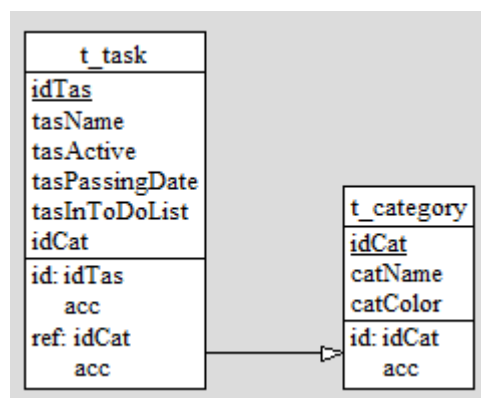 t_task
idTas
tasName
tasActive
tasPassingDate
tasInToDoList
idCat
id: idTas
acc
ref: idCat
acc
t_category
idCat
catName
catColor
id: idCat
acc